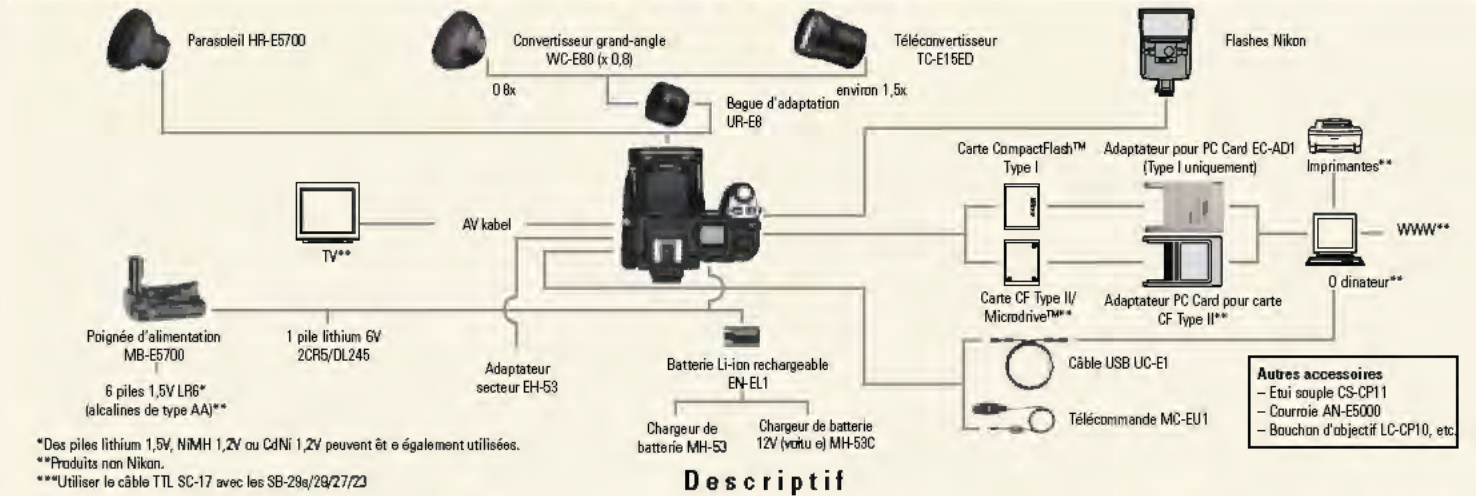 Parasoleil HR-E5700
Convertisseur grand-angle
WC-E80 (x 0,8)
Téléconvertisseur
TC-E15ED
Flashes Nikon
0 8x
environ 1,5x
Bague d'adaptation
UR-E8
Carte CompactFlash™
Type I
Adaptateur pour PC Card EC-AD1
(Type I uniquement)
Imprimantes**
AV kabel
TV**
WWW**
O dinateur**
Carte CF Type II/
Microdrive™**
Adaptateur PC Card pour carte
CF Type II**
Poignée d'alimentation
MB-E5700
1 pile lithium 6V
2CR5/DL245
Adaptateur
secteur EH-53
Batterie Li-ion rechargeable
EN-EL1
Câble USB UC-E1
Télécommande MC-EU1
6 piles 1,5V LR6*
(alcalines de type AA)**
Chargeur de
batterie MH-53
Chargeur de batterie
12V (voitu e) MH-53C
Autres accessoires
– Etui souple CS-CP11
– Courroie AN-E5000
– Bouchon d'objectif LC-CP10, etc.
*Des piles lithium 1,5V, NiMH 1,2V ou CdNi 1,2V peuvent êt e également utilisées.
**Produits non Nikon.
***Utiliser le câble TTL SC-17 avec les SB-29s/29/27/23
Descriptif